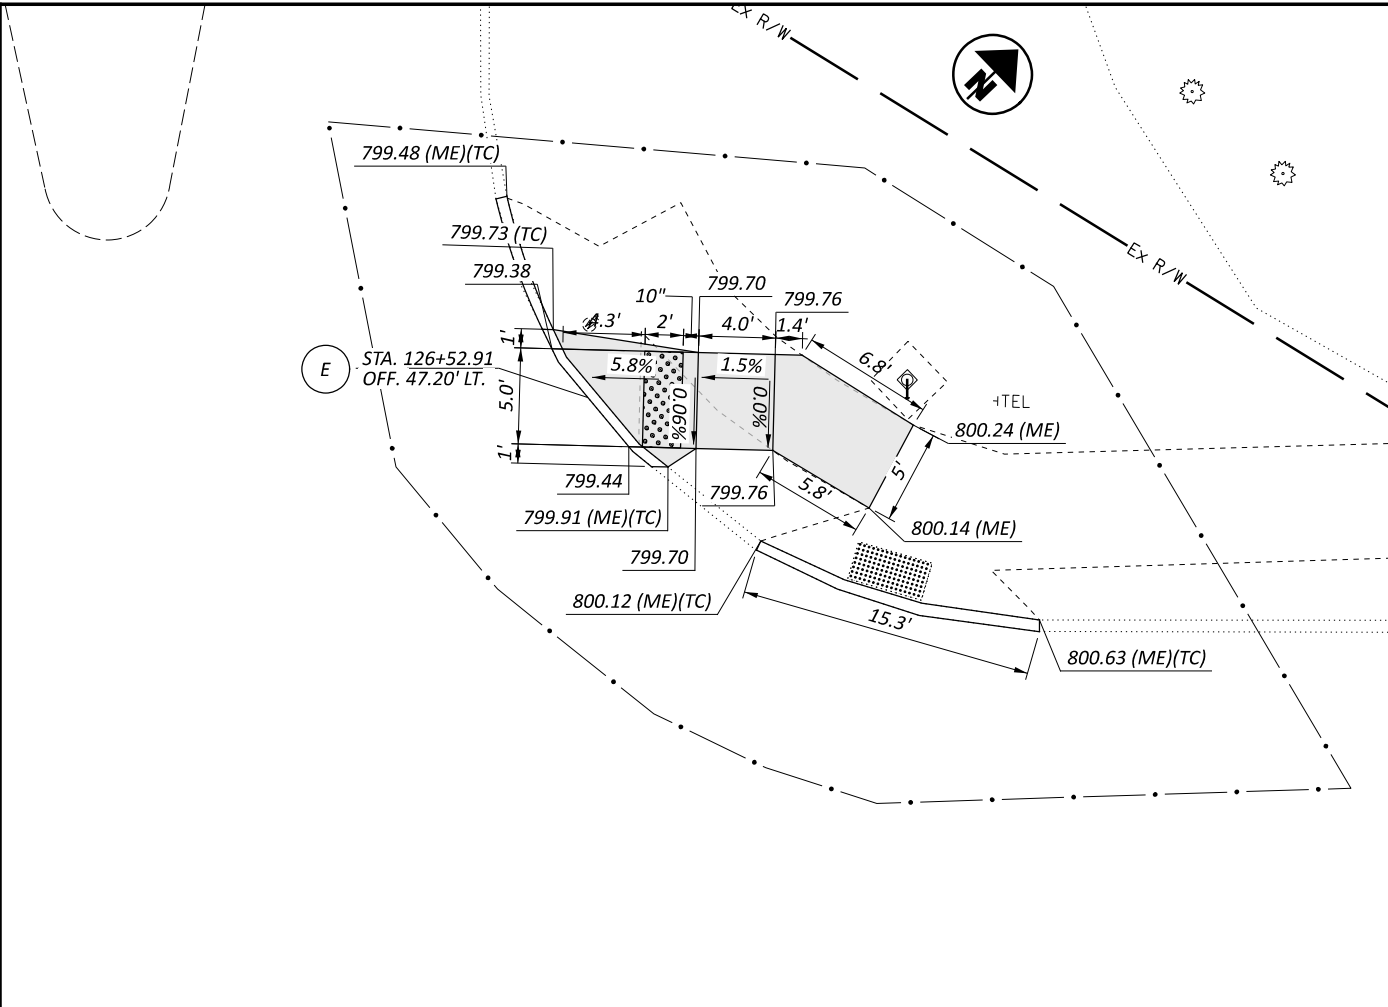 Ex R/W
N
799.48 (ME)(TC)
799.73 (TC)
799.38
10"
799.70
799.76
Ex R/W
4.3'
2'
4.0'
1.4'
1'
6.8'
E
STA. 126+52.91
OFF. 47.20' LT.
5.8%
1.5%
5.0'
0.06%
0.0%
TEL
800.24 (ME)
1'
5'
799.44
799.76
5.8'
799.91 (ME)(TC)
800.14 (ME)
799.70
800.12 (ME)(TC)
15.3'
800.63 (ME)(TC)